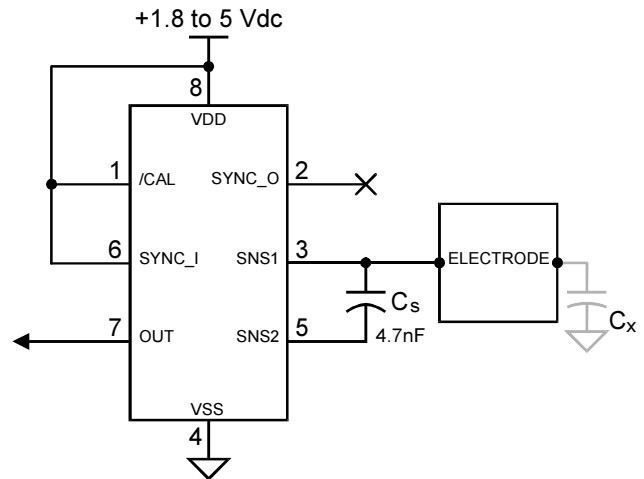 +1.8 to 5 Vdc
8
VDD
1 /CAL SYNC_O 2
6 SYNC_I SNS1 3 ELECTRODE
Cs
4.7nF
Cx
7 OUT SNS2 5
VSS
4